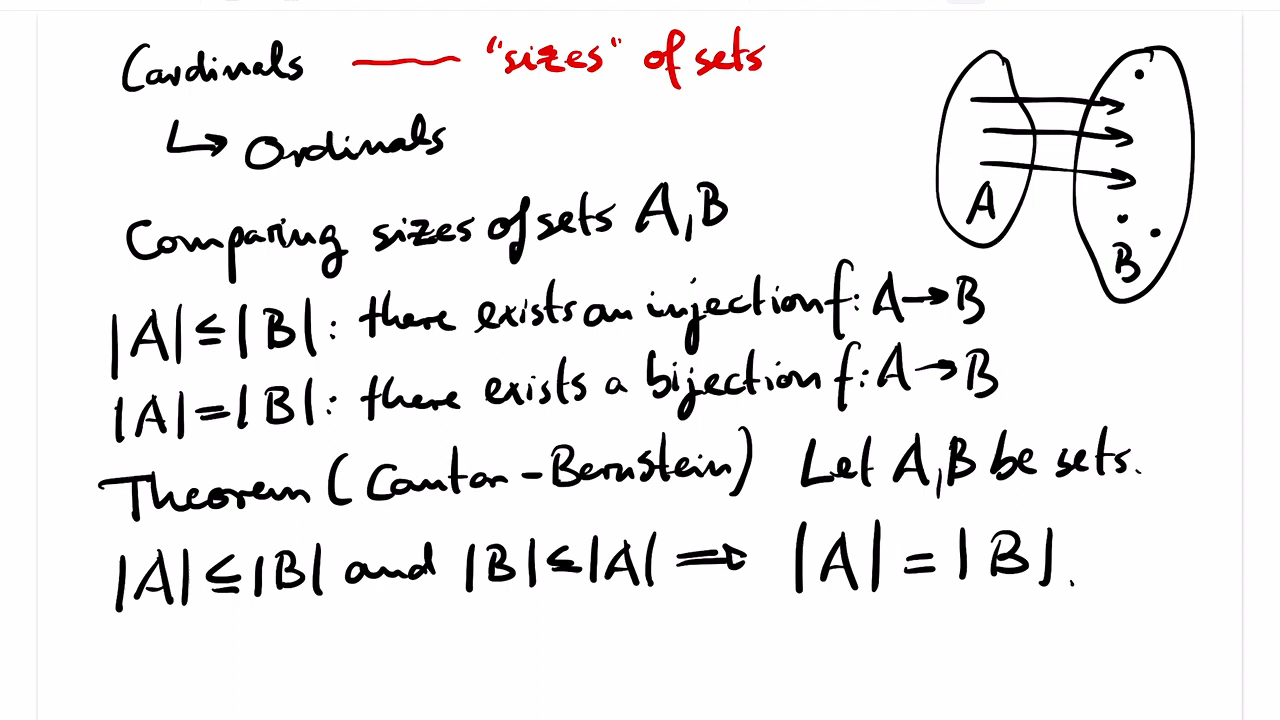 Cardinals —— "sizes" of sets
↳ Ordinals
Comparing sizes of sets A, B
|A| ≤ |B| : there exists an injection f: A → B
|A| = |B| : there exists a bijection f: A → B
Theorem (Cantor-Bernstein) Let A, B be sets.
|A| ≤ |B| and |B| ≤ |A| ⟹ |A| = |B|.
A
B